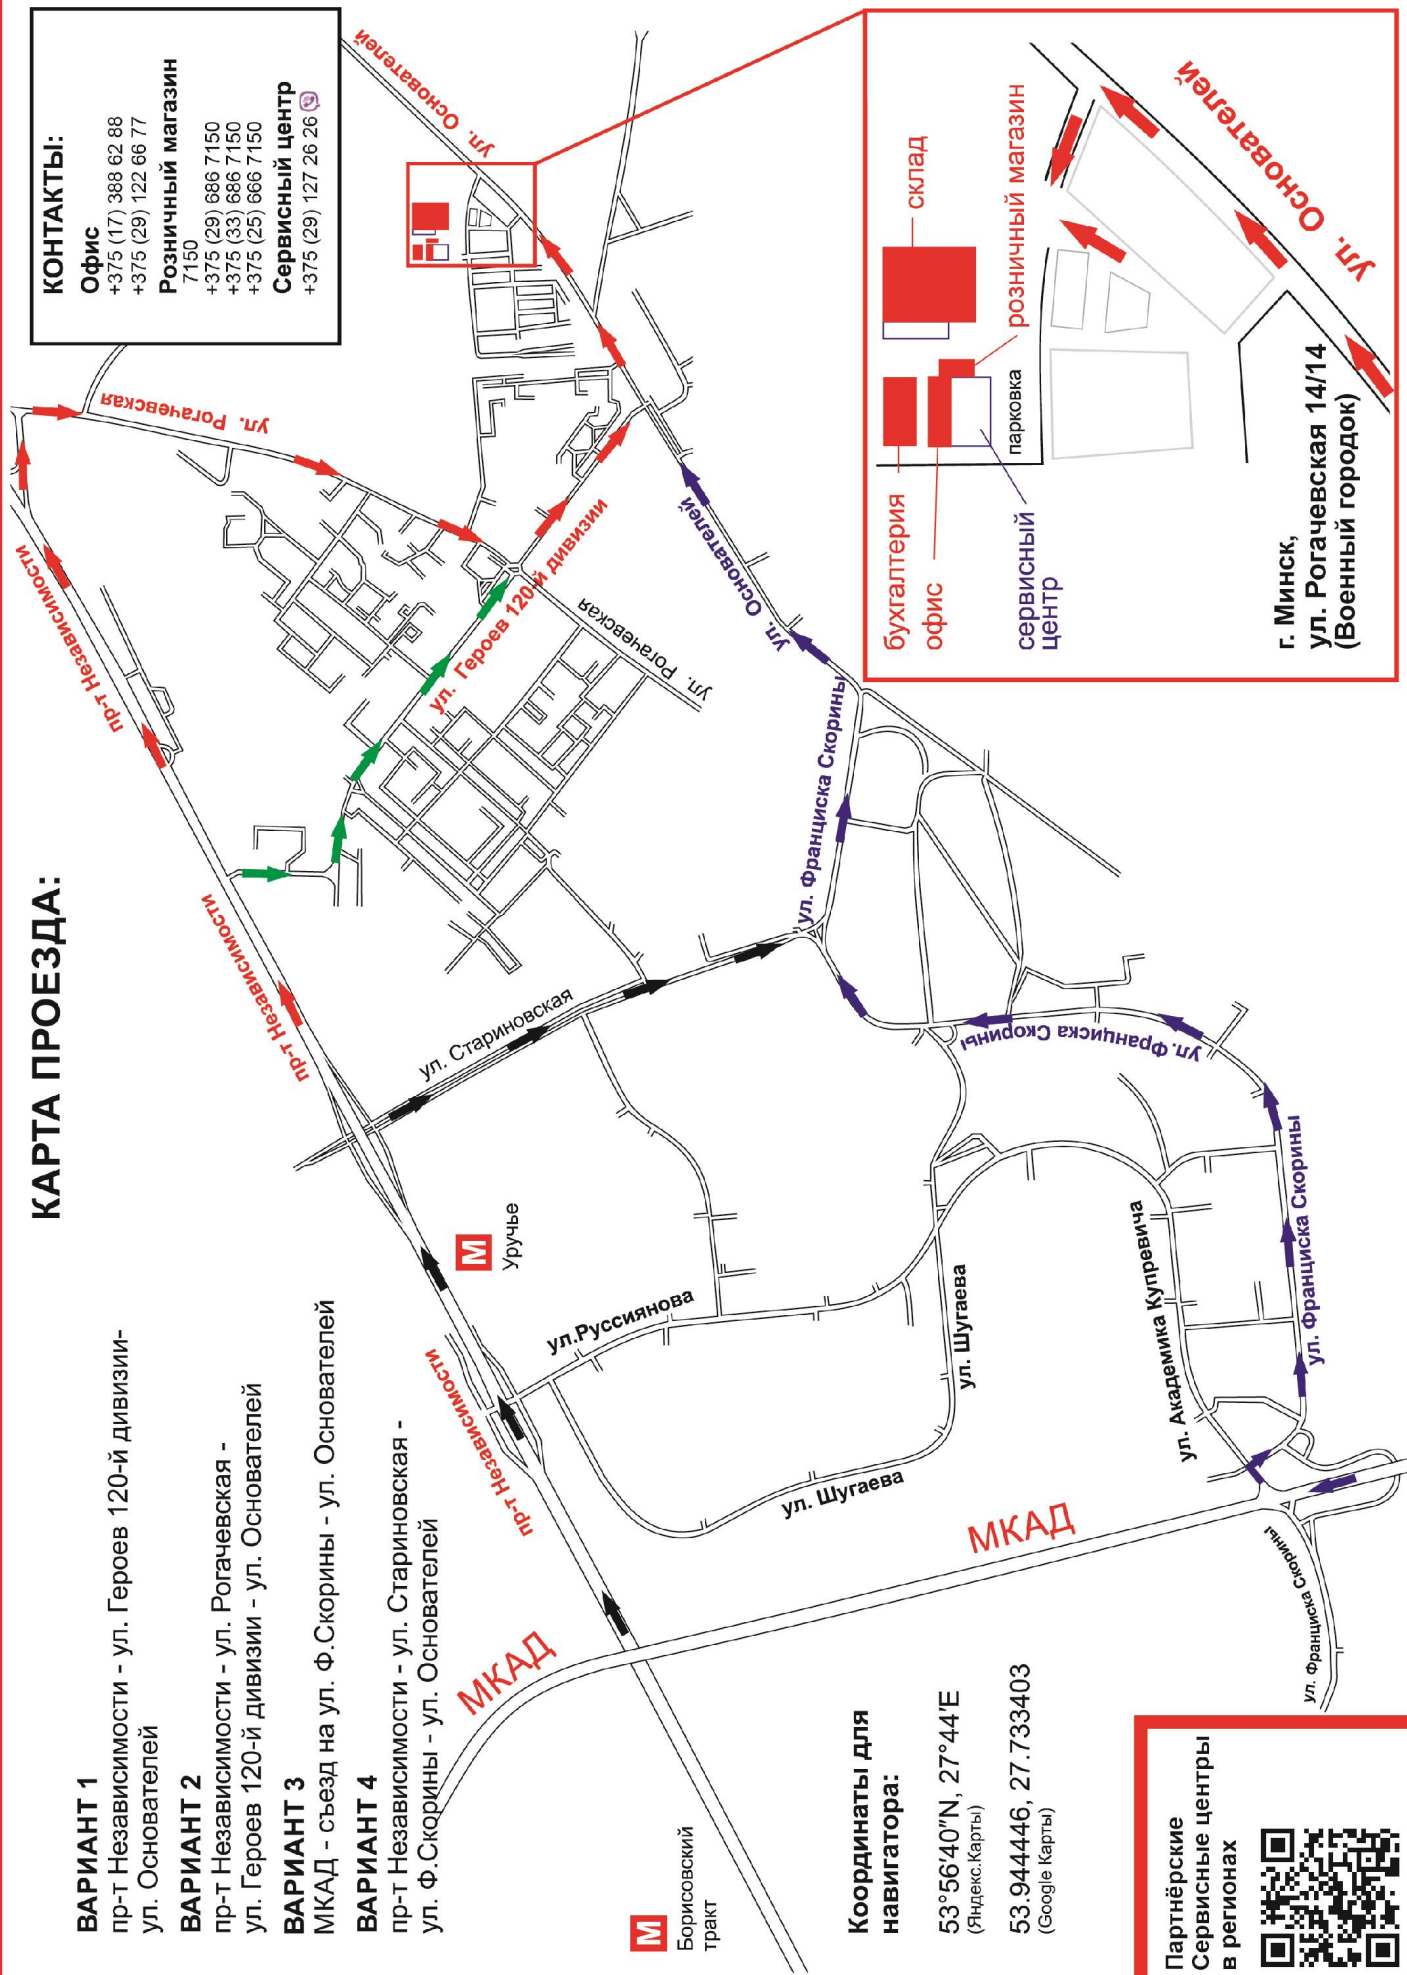 КАРТА ПРОЕЗДА:
ВАРИАНТ 1
пр-т Независимости - ул. Героев 120-й дивизии-
ул. Основателей
ВАРИАНТ 2
пр-т Независимости - ул. Рогачевская -
ул. Героев 120-й дивизии - ул. Основателей
ВАРИАНТ 3
МКАД - съезд на ул. Ф.Скорины - ул. Основателей
ВАРИАНТ 4
пр-т Независимости - ул. Стариновская -
ул. Ф.Скорины - ул. Основателей
КОНТАКТЫ:
Офис
+375 (17) 388 62 88
+375 (29) 122 66 77
Розничный магазин
7150
+375 (29) 686 7150
+375 (33) 686 7150
+375 (25) 666 7150
Сервисный центр
+375 (29) 127 26 26
пр-т Независимости
пр-т Независимости
Независимости
пр-т Независимости
ул. Рогачевская
ул. Героев 120-й дивизии
ул. Рогачевская
ул. Основателей
ул. Основателей
ул. Стариновская
М
Уручье
ул.Руссиянова
ул. Шугаева
ул. Шугаева
ул. Академика Купревича
ул. Франциска Скорины
ул. Франциска Скорины
ул. Франциска Скорины
ул. Франциска Скорины
Скорины
МКАД
МКАД
М
Борисовский
тракт
Координаты для
навигатора:
53°56'40"N, 27°44'E
(Яндекс.Карты)
53.944446, 27.733403
(Google Карты)
Партнёрские
Сервисные центры
в регионах
бухгалтерия
офис
сервисный
центр
склад
розничный магазин
парковка
ул. Основателей
г. Минск,
ул. Рогачевская 14/14
(Военный городок)